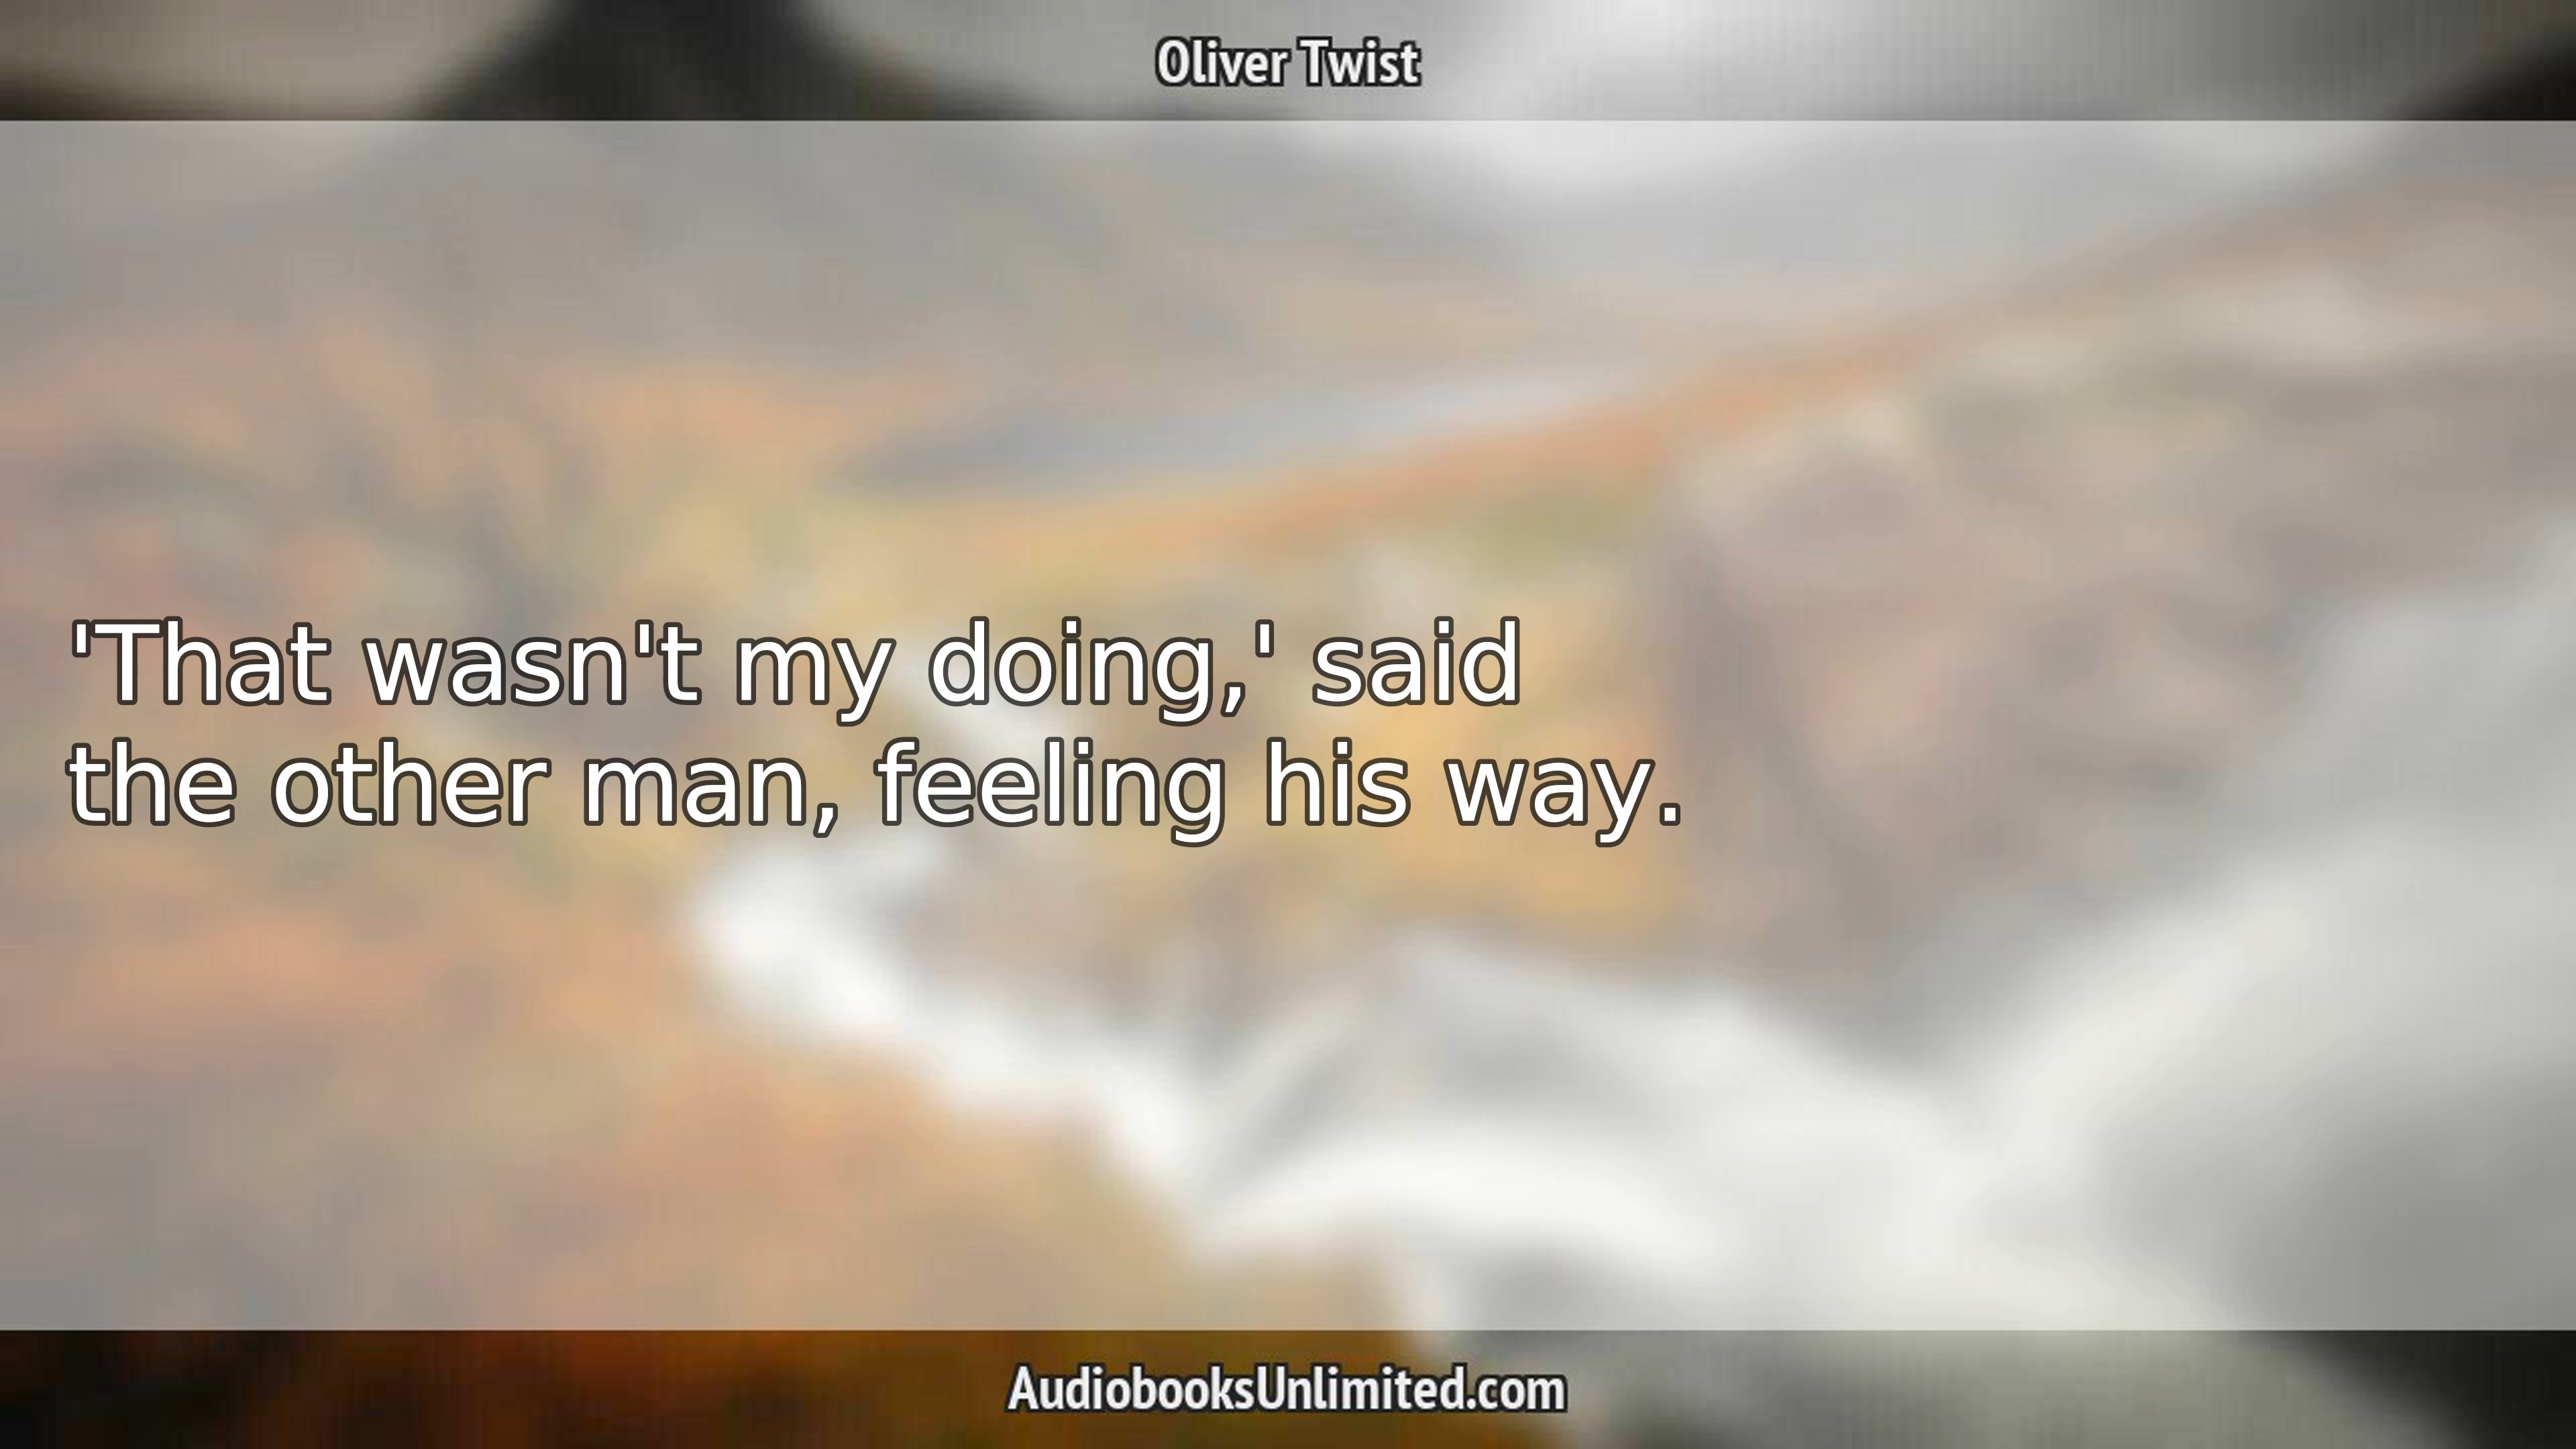 Oliver Twist
'That wasn't my doing,' said
the other man, feeling his way.
AudiobooksUnlimited.com